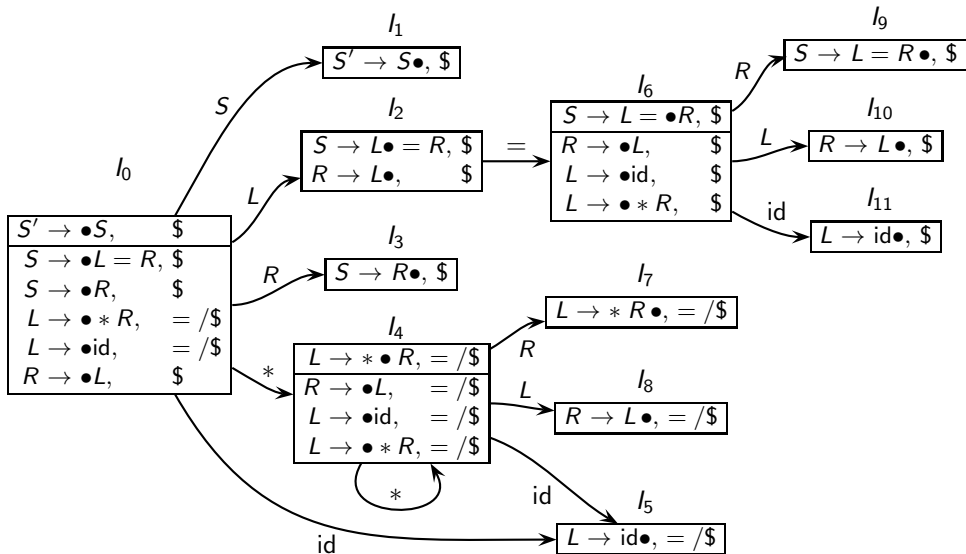 I₀
S′ → •S, $
S → •L = R, $
S → •R, $
L → • ∗ R, = /$
L → •id, = /$
R → •L, $
S
L
R
∗
id
I₁
S′ → S•, $
I₂
S → L• = R, $
R → L•, $
=
I₃
S → R•, $
I₄
L → ∗ • R, = /$
R → •L, = /$
L → •id, = /$
L → • ∗ R, = /$
∗
R
L
id
I₆
S → L = •R, $
R → •L, $
L → •id, $
L → • ∗ R, $
R
L
id
I₉
S → L = R •, $
I₁₀
R → L•, $
I₁₁
L → id•, $
I₇
L → ∗ R •, = /$
I₈
R → L •, = /$
I₅
L → id•, = /$